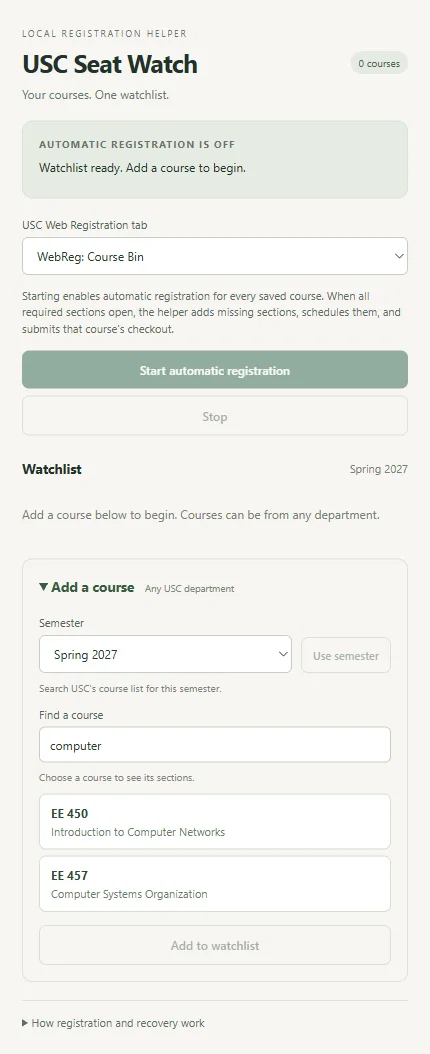 LOCAL REGISTRATION HELPER
USC Seat Watch
0 courses
Your courses. One watchlist.
AUTOMATIC REGISTRATION IS OFF
Watchlist ready. Add a course to begin.
USC Web Registration tab
WebReg: Course Bin
Starting enables automatic registration for every saved course. When all
required sections open, the helper adds missing sections, schedules them, and
submits that course's checkout.
Start automatic registration
Stop
Watchlist
Spring 2027
Add a course below to begin. Courses can be from any department.
Add a course
Any USC department
Semester
Spring 2027
Use semester
Search USC's course list for this semester.
Find a course
computer
Choose a course to see its sections.
EE 450
Introduction to Computer Networks
EE 457
Computer Systems Organization
Add to watchlist
How registration and recovery work